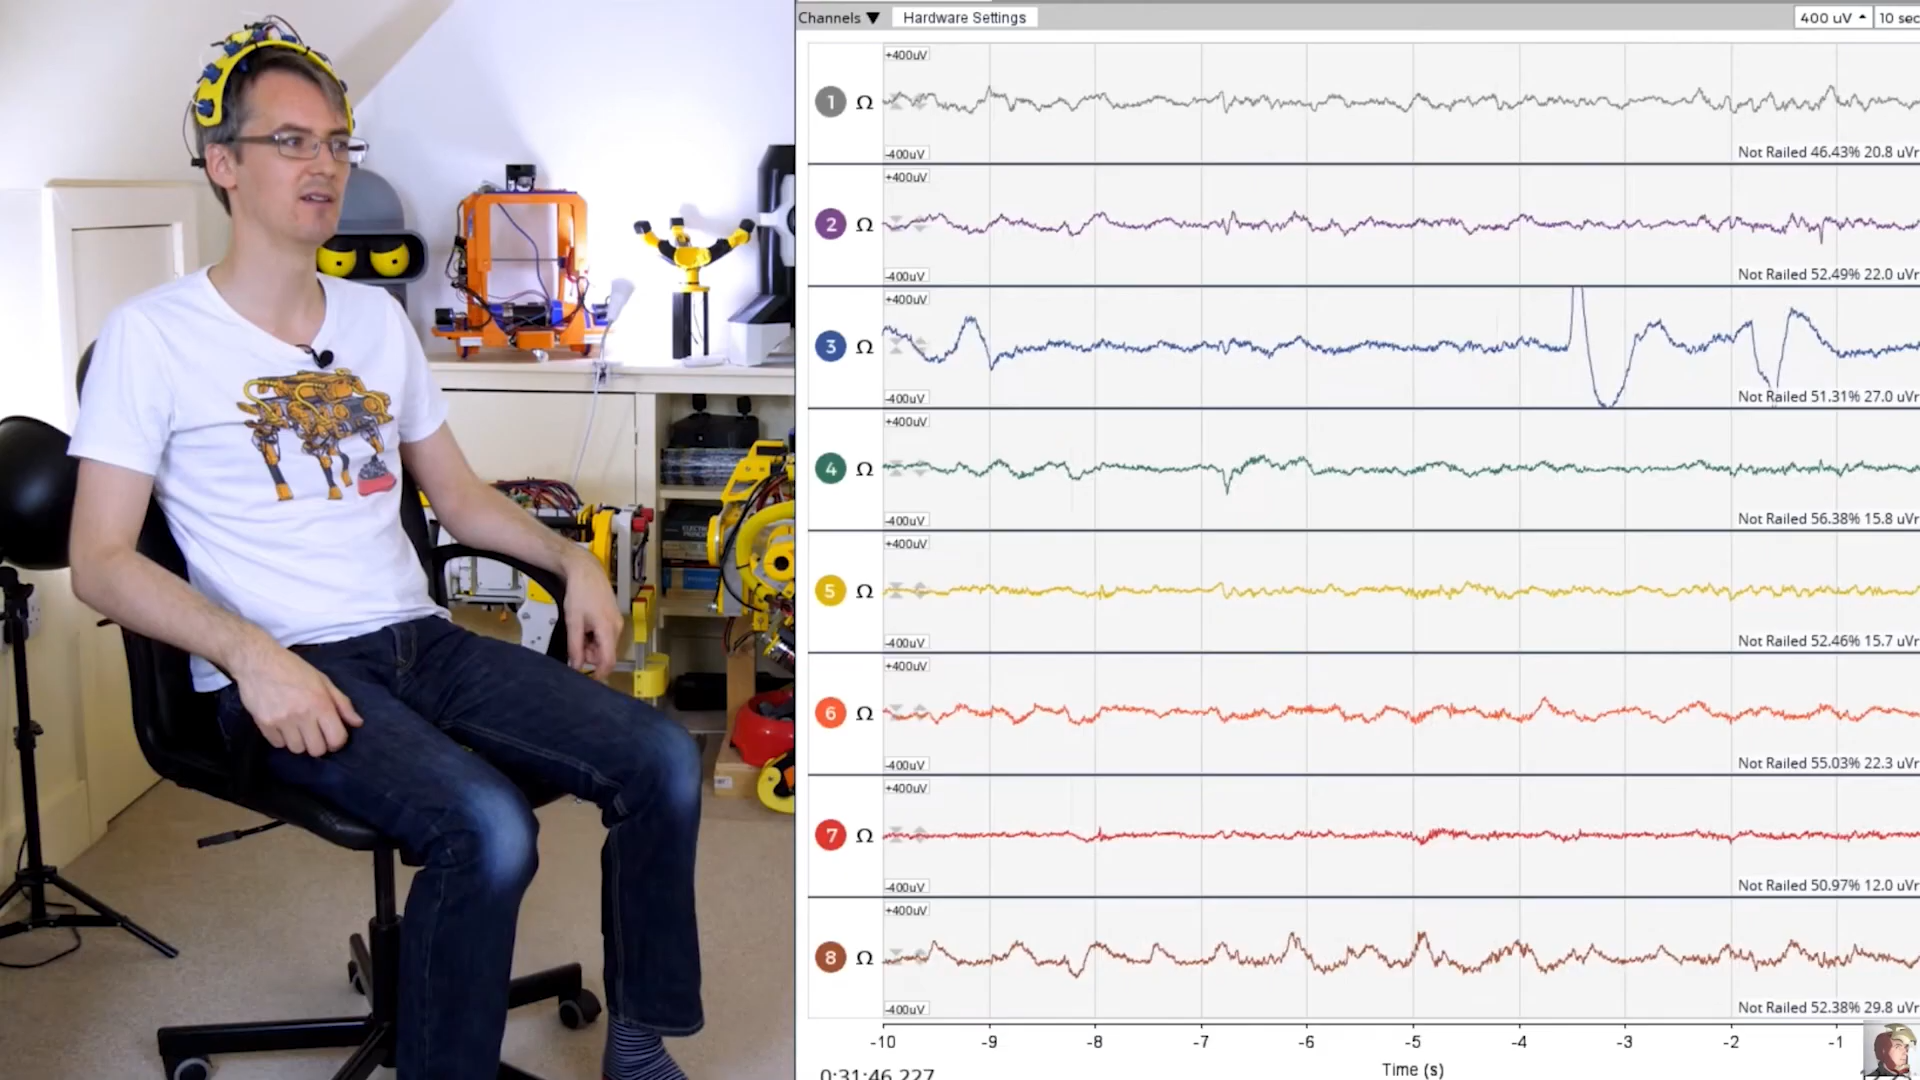 Channels ▼ Hardware Settings 400 uV 10 sec
+400uV
1 Ω
-400uV Not Railed 46.43% 20.8 uVr
+400uV
2 Ω
-400uV Not Railed 52.49% 22.0 uVr
+400uV
3 Ω
-400uV Not Railed 51.31% 27.0 uVr
+400uV
4 Ω
-400uV Not Railed 56.38% 15.8 uVr
+400uV
5 Ω
-400uV Not Railed 52.46% 15.7 uVr
+400uV
6 Ω
-400uV Not Railed 55.03% 22.3 uVr
+400uV
7 Ω
-400uV Not Railed 50.97% 12.0 uVr
+400uV
8 Ω
-400uV Not Railed 52.38% 29.8 uVr
-10 -9 -8 -7 -6 -5 -4 -3 -2 -1
Time (s)
0:31:46.227